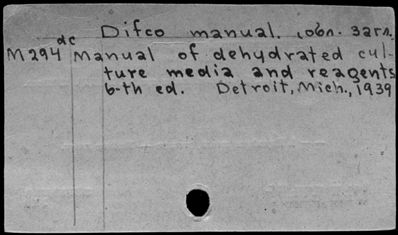 Difco manual. [обл. загл.
dc
M294 Manual of dehydrated cul-
ture media and reagents
6-th ed. Detroit, Mich., 1939